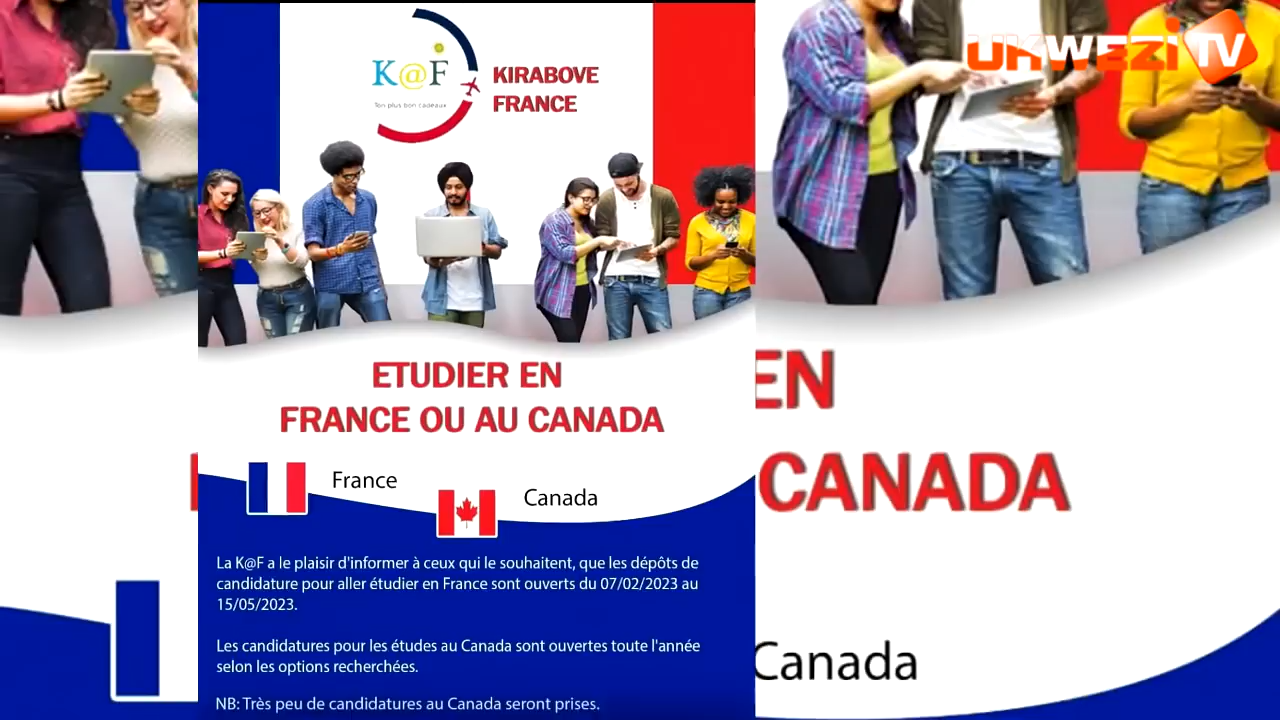 UKWEZI TV
K@F
Ton plus bon cadeaux
KIRABOVE
FRANCE
ETUDIER EN
FRANCE OU AU CANADA
France
Canada
La K@F a le plaisir d'informer à ceux qui le souhaitent, que les dépôts de
candidature pour aller étudier en France sont ouverts du 07/02/2023 au
15/05/2023.
Les candidatures pour les études au Canada sont ouvertes toute l'année
selon les options recherchées.
NB: Très peu de candidatures au Canada seront prises.
EN
CANADA
Canada